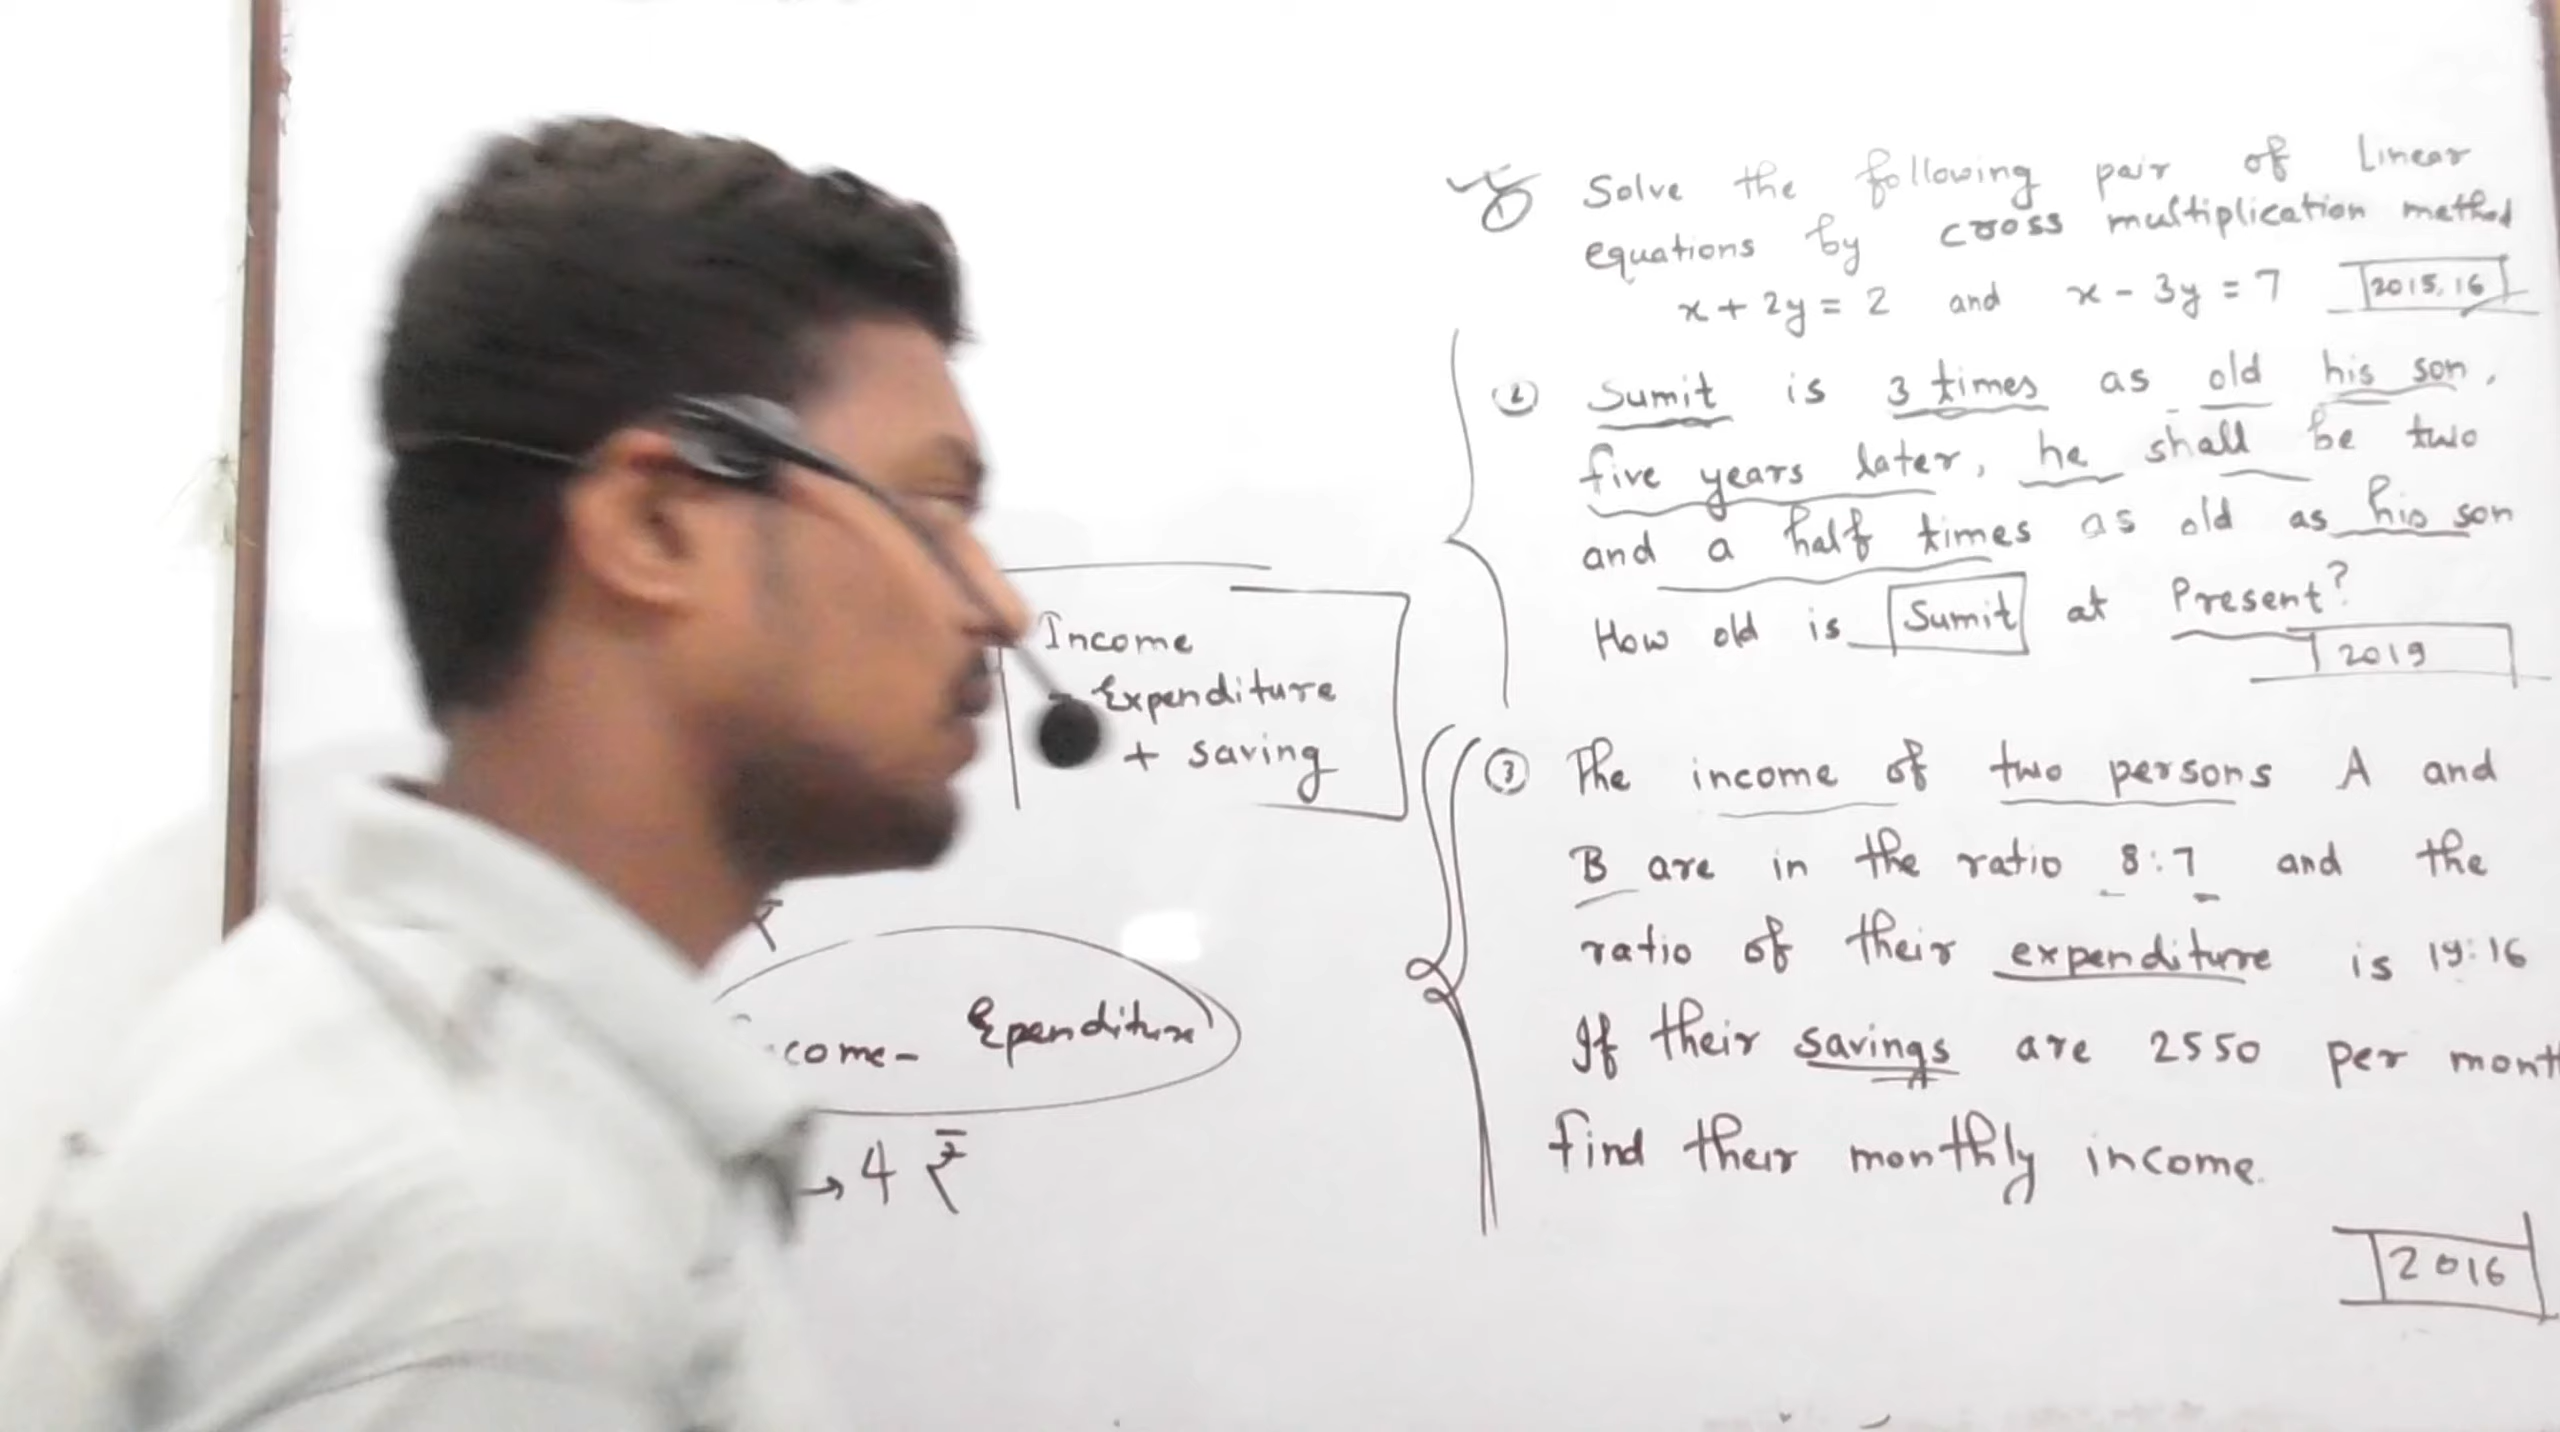 Income
- Expenditure
+ saving
₹
come - Ependiture
→ 4 ₹
① Solve the following pair of Linear
equations by cross multiplication method
x + 2y = 2 and x - 3y = 7 2015, 16
② Sumit is 3 times as old his son,
five years later, he shall be two
and a half times as old as his son
How old is Sumit at Present?
2019
③ The income of two persons A and
B are in the ratio 8:7 and the
ratio of their expenditure is 19:16
If their savings are 2550 per mont
find their monthly income.
2016